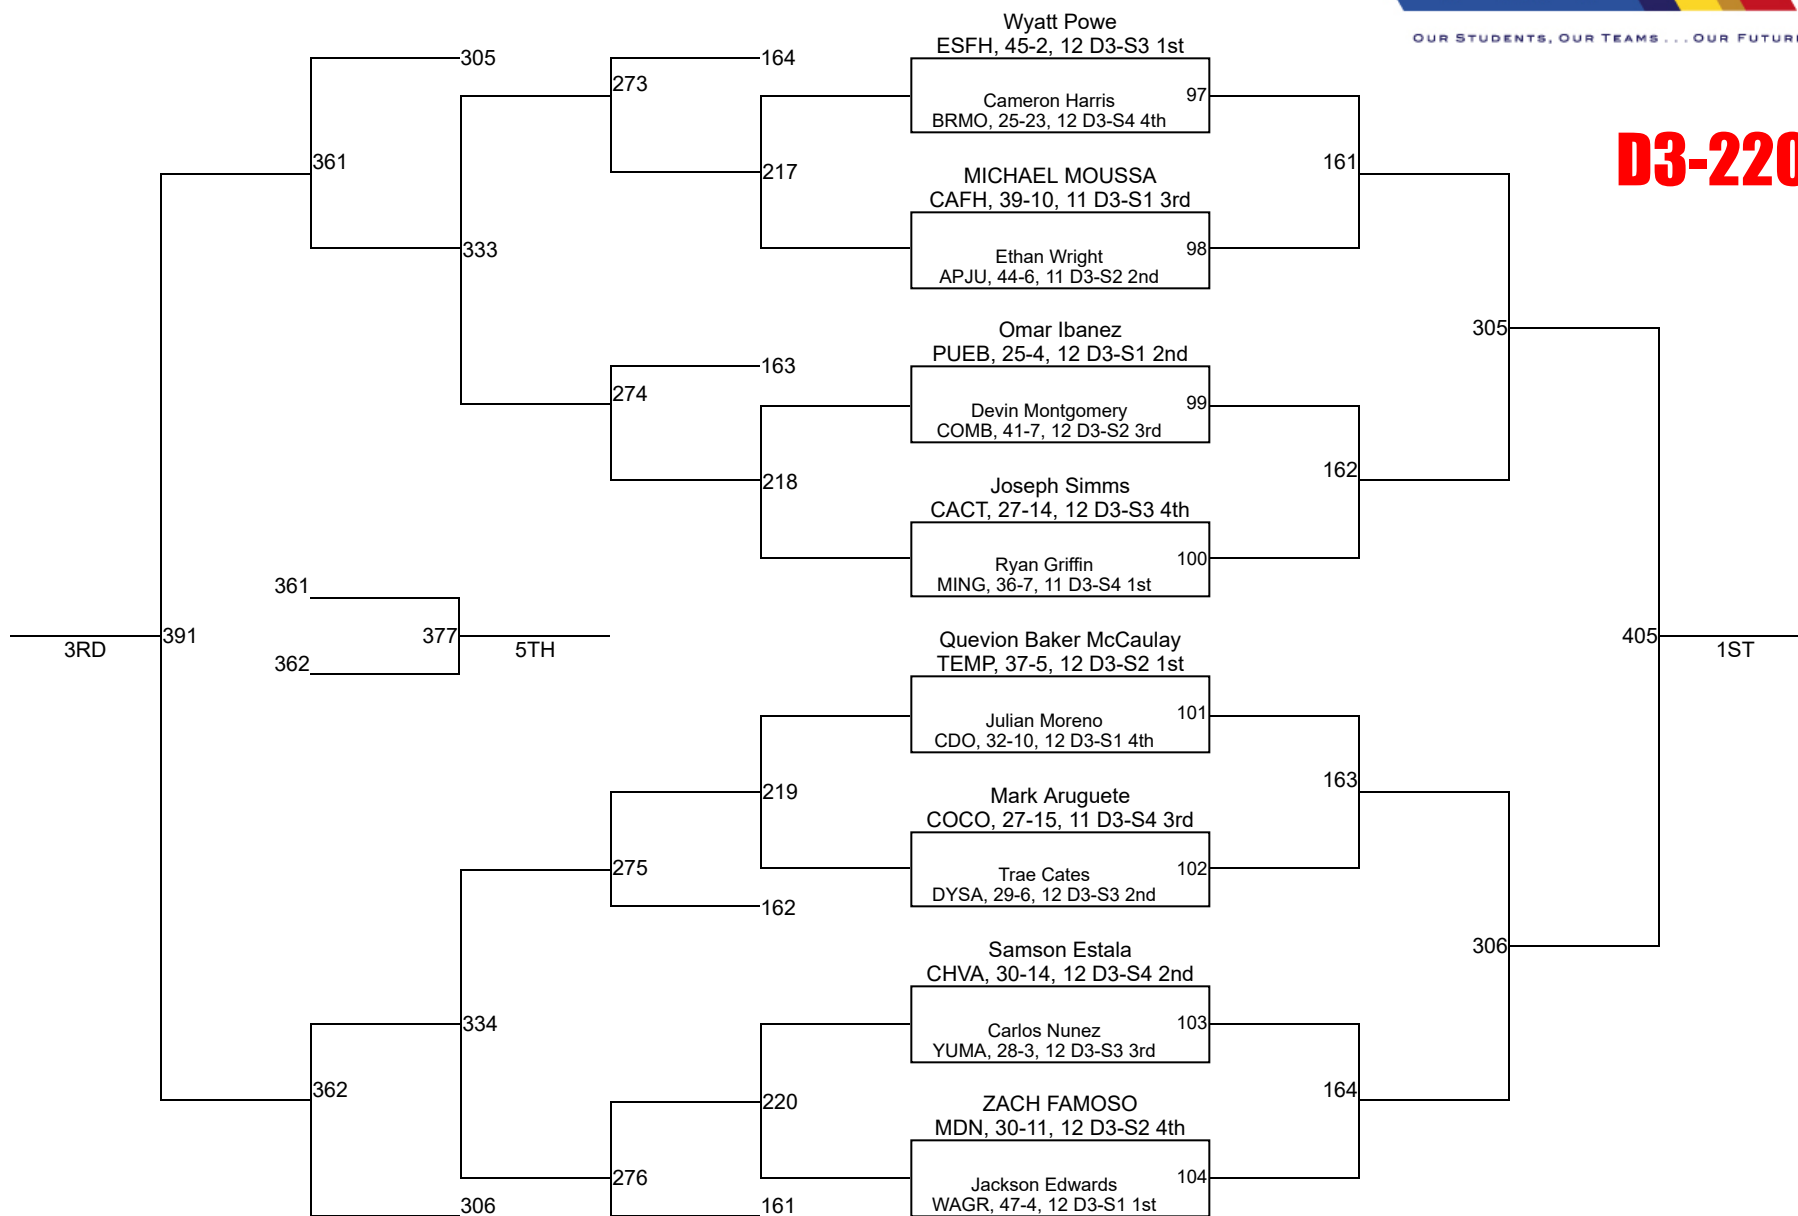 OUR STUDENTS, OUR TEAMS . . . OUR FUTURE
D3-220
Wyatt Powe
ESFH, 45-2, 12 D3-S3 1st
Cameron Harris
BRMO, 25-23, 12 D3-S4 4th
97
MICHAEL MOUSSA
CAFH, 39-10, 11 D3-S1 3rd
Ethan Wright
APJU, 44-6, 11 D3-S2 2nd
98
Omar Ibanez
PUEB, 25-4, 12 D3-S1 2nd
Devin Montgomery
COMB, 41-7, 12 D3-S2 3rd
99
Joseph Simms
CACT, 27-14, 12 D3-S3 4th
Ryan Griffin
MING, 36-7, 11 D3-S4 1st
100
Quevion Baker McCaulay
TEMP, 37-5, 12 D3-S2 1st
Julian Moreno
CDO, 32-10, 12 D3-S1 4th
101
Mark Aruguete
COCO, 27-15, 11 D3-S4 3rd
Trae Cates
DYSA, 29-6, 12 D3-S3 2nd
102
Samson Estala
CHVA, 30-14, 12 D3-S4 2nd
Carlos Nunez
YUMA, 28-3, 12 D3-S3 3rd
103
ZACH FAMOSO
MDN, 30-11, 12 D3-S2 4th
Jackson Edwards
WAGR, 47-4, 12 D3-S1 1st
104
161
162
163
164
305
306
405
1ST
164
217
163
218
219
162
220
161
273
274
275
276
305
333
334
306
361
362
361
362
377
5TH
391
3RD